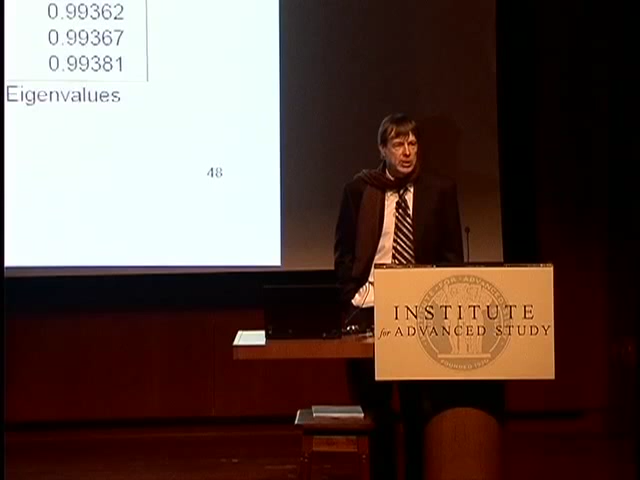 0.99362
0.99367
0.99381
Eigenvalues
48
INSTITUTE
for ADVANCED STUDY